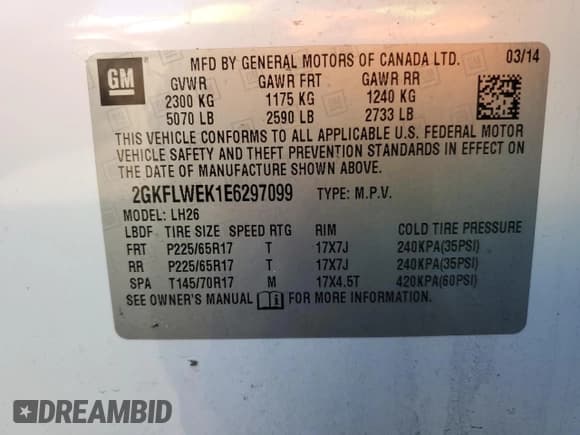 GM
MFD BY GENERAL MOTORS OF CANADA LTD. 03/14
GVWR GAWR FRT GAWR RR
2300 KG 1175 KG 1240 KG
5070 LB 2590 LB 2733 LB
THIS VEHICLE CONFORMS TO ALL APPLICABLE U.S. FEDERAL MOTOR
VEHICLE SAFETY AND THEFT PREVENTION STANDARDS IN EFFECT ON
THE DATE OF MANUFACTURE SHOWN ABOVE.
2GKFLWEK1E6297099 TYPE: M.P.V.
MODEL: LH26
LBDF TIRE SIZE SPEED RTG RIM COLD TIRE PRESSURE
FRT P225/65R17 T 17X7J 240KPA(35PSI)
RR P225/65R17 T 17X7J 240KPA(35PSI)
SPA T145/70R17 M 17X4.5T 420KPA(60PSI)
SEE OWNER'S MANUAL i FOR MORE INFORMATION.
DREAMBID